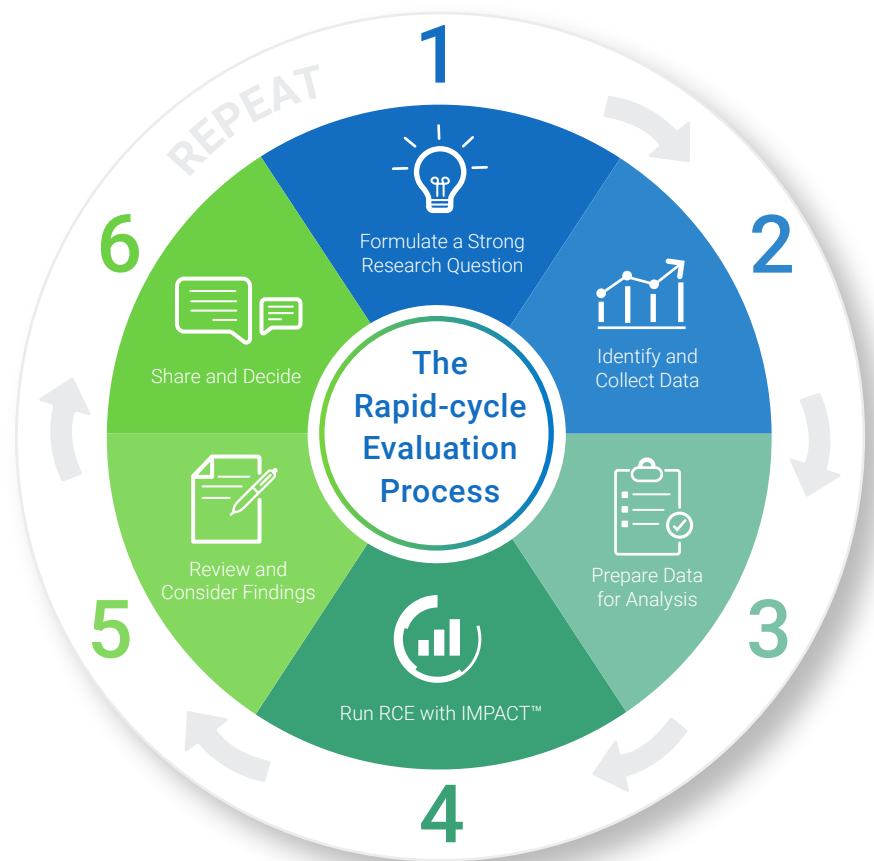 The
Rapid-cycle
Evaluation
Process
1
Formulate a Strong
Research Question
2
Identify and
Collect Data
3
Prepare Data
for Analysis
4
Run RCE with IMPACT™
5
Review and
Consider Findings
6
Share and Decide
REPEAT